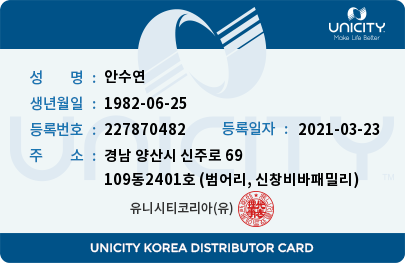 UNICITY
Make Life Better
성 명 : 안수연
생년월일 : 1982-06-25
등록번호 : 227870482 등록일자 : 2021-03-23
주 소 : 경남 양산시 신주로 69
109동2401호 (범어리, 신창비바패밀리)
유니시티코리아(유)
UNICITY KOREA DISTRIBUTOR CARD